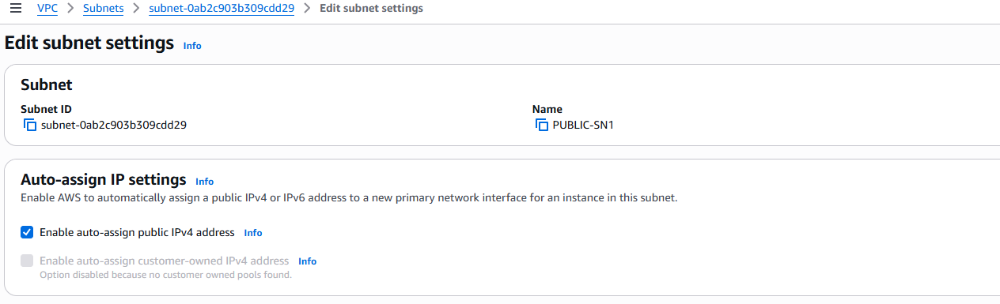 VPC > Subnets > subnet-0ab2c903b309cdd29 > Edit subnet settings
Edit subnet settings Info
Subnet
Subnet ID Name
subnet-0ab2c903b309cdd29 PUBLIC-SN1
Auto-assign IP settings Info
Enable AWS to automatically assign a public IPv4 or IPv6 address to a new primary network interface for an instance in this subnet.
Enable auto-assign public IPv4 address Info
Enable auto-assign customer-owned IPv4 address Info
Option disabled because no customer owned pools found.